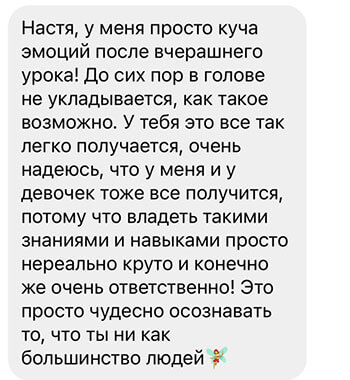 Настя, у меня просто куча
эмоций после вчерашнего
урока! До сих пор в голове
не укладывается, как такое
возможно. У тебя это все так
легко получается, очень
надеюсь, что у меня и у
девочек тоже все получится,
потому что владеть такими
знаниями и навыками просто
нереально круто и конечно
же очень ответственно! Это
просто чудесно осознавать
то, что ты ни как
большинство людей🧚🏻‍♀️